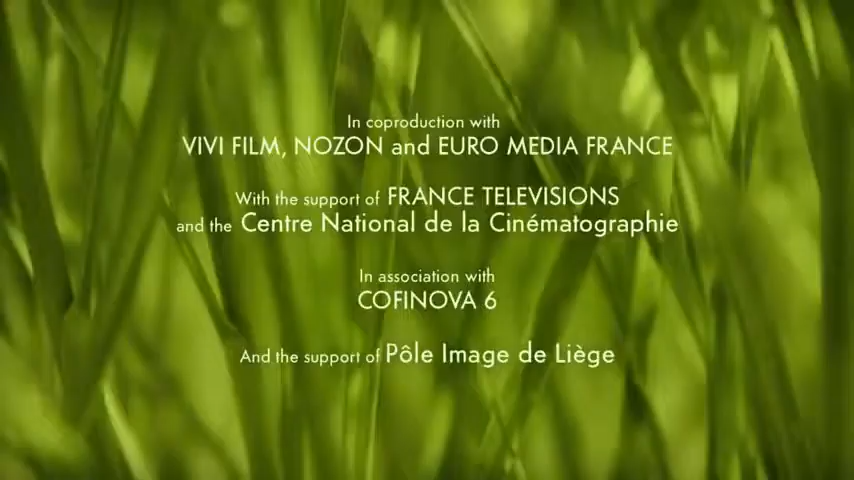 In coproduction with
VIVI FILM, NOZON and EURO MEDIA FRANCE
With the support of FRANCE TELEVISIONS
and the Centre National de la Cinématographie
In association with
COFINOVA 6
And the support of Pôle Image de Liège